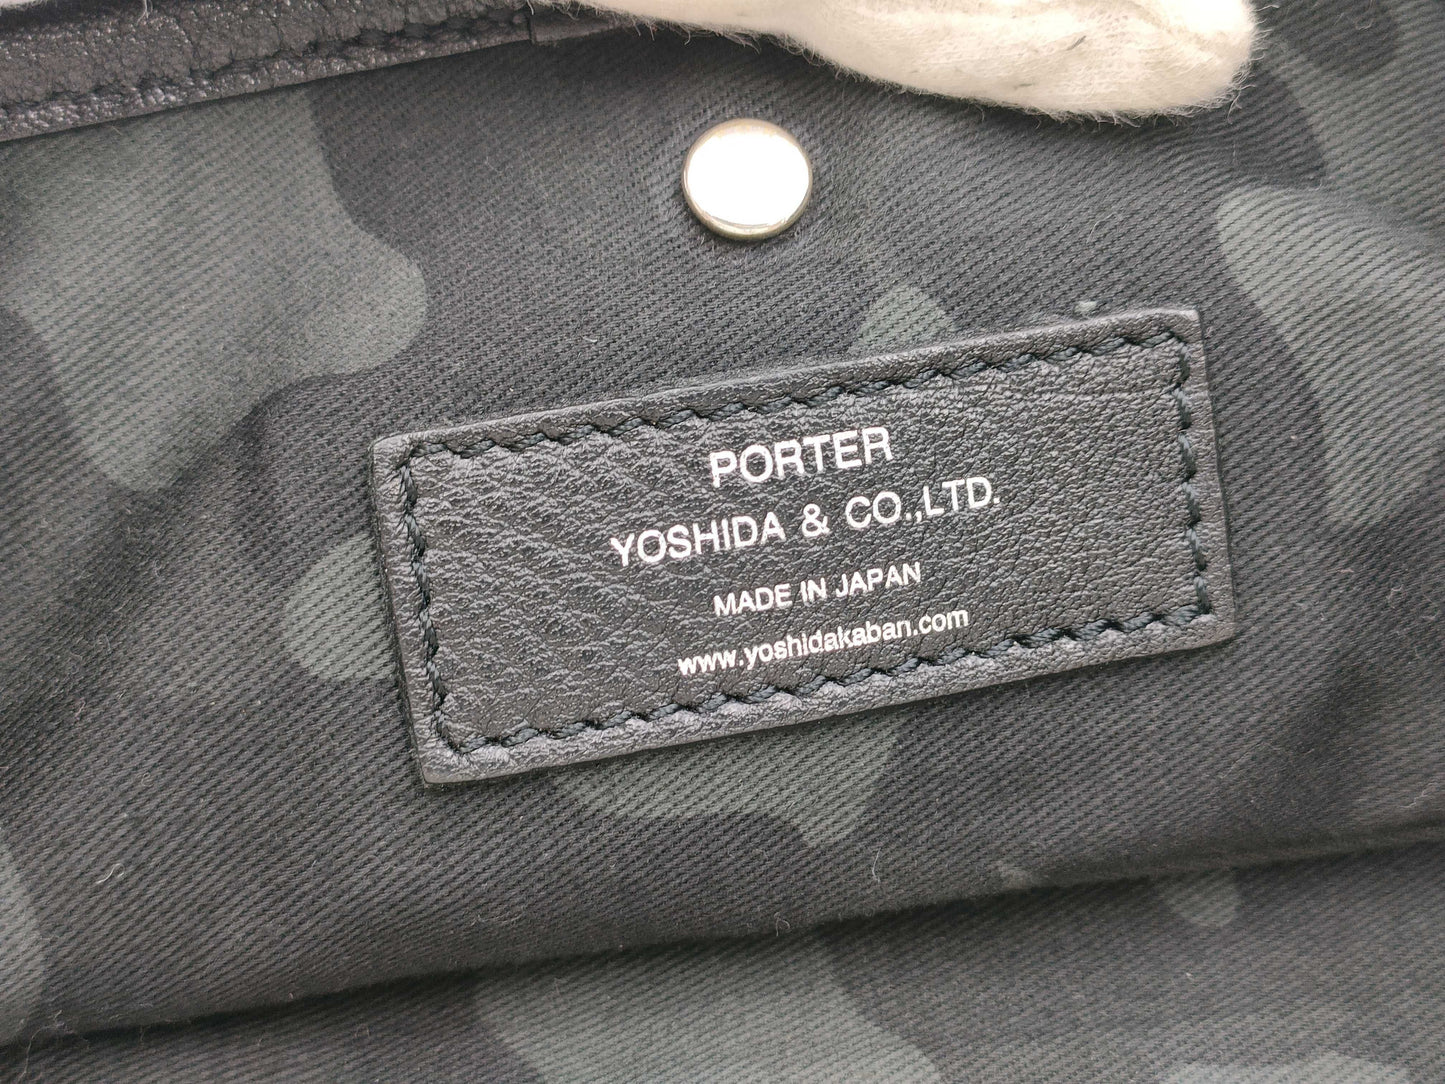 PORTER
YOSHIDA & CO.,LTD.
MADE IN JAPAN
www.yoshidakaban.com